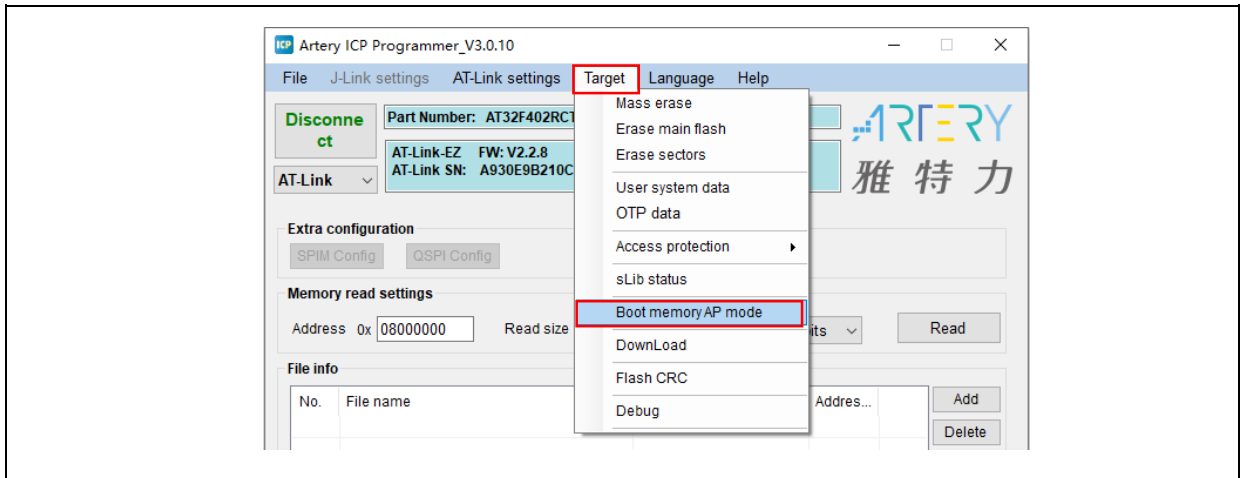 ICP Artery ICP Programmer_V3.0.10
File J-Link settings AT-Link settings Target Language Help
Disconne
ct
AT-Link
Part Number: AT32F402RCT
AT-Link-EZ FW: V2.2.8
AT-Link SN: A930E9B210C
ARTERY
雅特力
Mass erase
Erase main flash
Erase sectors
User system data
OTP data
Access protection
sLib status
Boot memory AP mode
DownLoad
Flash CRC
Debug
Extra configuration
SPIM Config QSPI Config
Memory read settings
Address 0x 08000000 Read size its Read
File info
No. File name Addres... Add
Delete